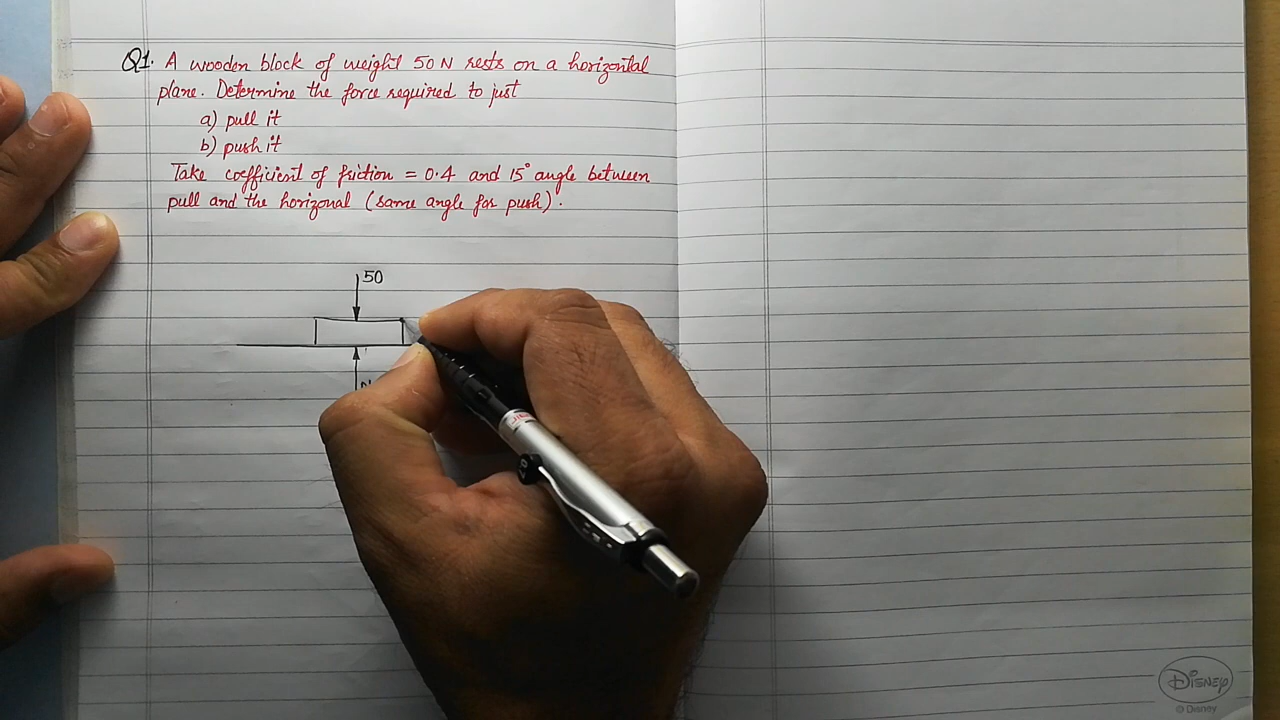 Q1. A wooden block of weight 50 N rests on a horizontal
plane. Determine the force required to just
a) pull it
b) push it
Take coefficient of friction = 0.4 and 15° angle between
pull and the horizonal (same angle for push).
50
DISNEY
© Disney